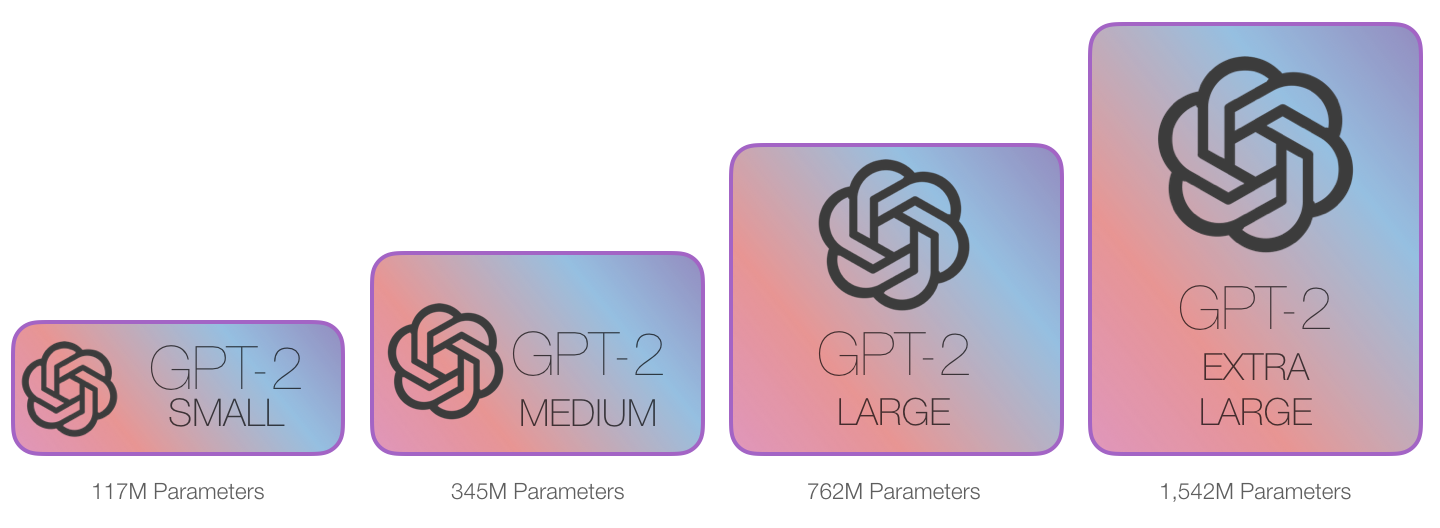 GPT-2
SMALL
117M Parameters
GPT-2
MEDIUM
345M Parameters
GPT-2
LARGE
762M Parameters
GPT-2
EXTRA
LARGE
1,542M Parameters